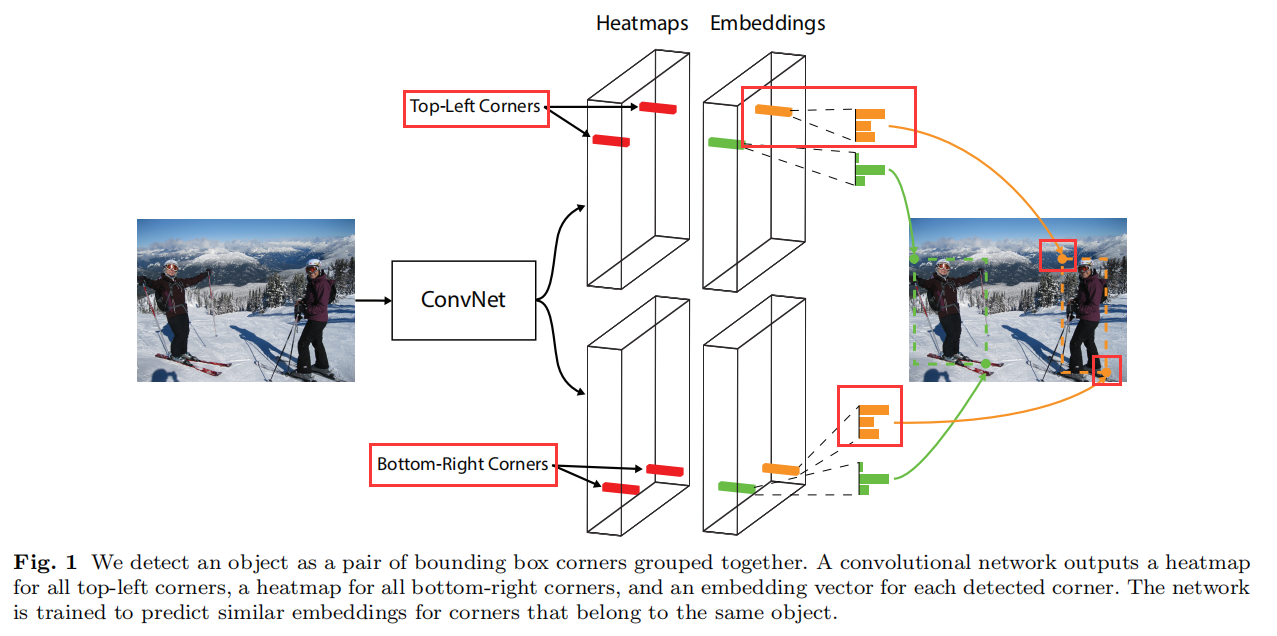 Heatmaps Embeddings
Top-Left Corners
ConvNet
Bottom-Right Corners
Fig. 1 We detect an object as a pair of bounding box corners grouped together. A convolutional network outputs a heatmap
for all top-left corners, a heatmap for all bottom-right corners, and an embedding vector for each detected corner. The network
is trained to predict similar embeddings for corners that belong to the same object.